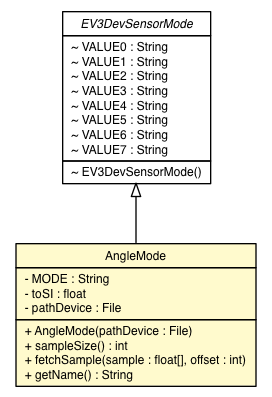 EV3DevSensorMode
~ VALUE0 : String
~ VALUE1 : String
~ VALUE2 : String
~ VALUE3 : String
~ VALUE4 : String
~ VALUE5 : String
~ VALUE6 : String
~ VALUE7 : String
~ EV3DevSensorMode()
AngleMode
- MODE : String
- toSI : float
- pathDevice : File
+ AngleMode(pathDevice : File)
+ sampleSize() : int
+ fetchSample(sample : float[], offset : int)
+ getName() : String